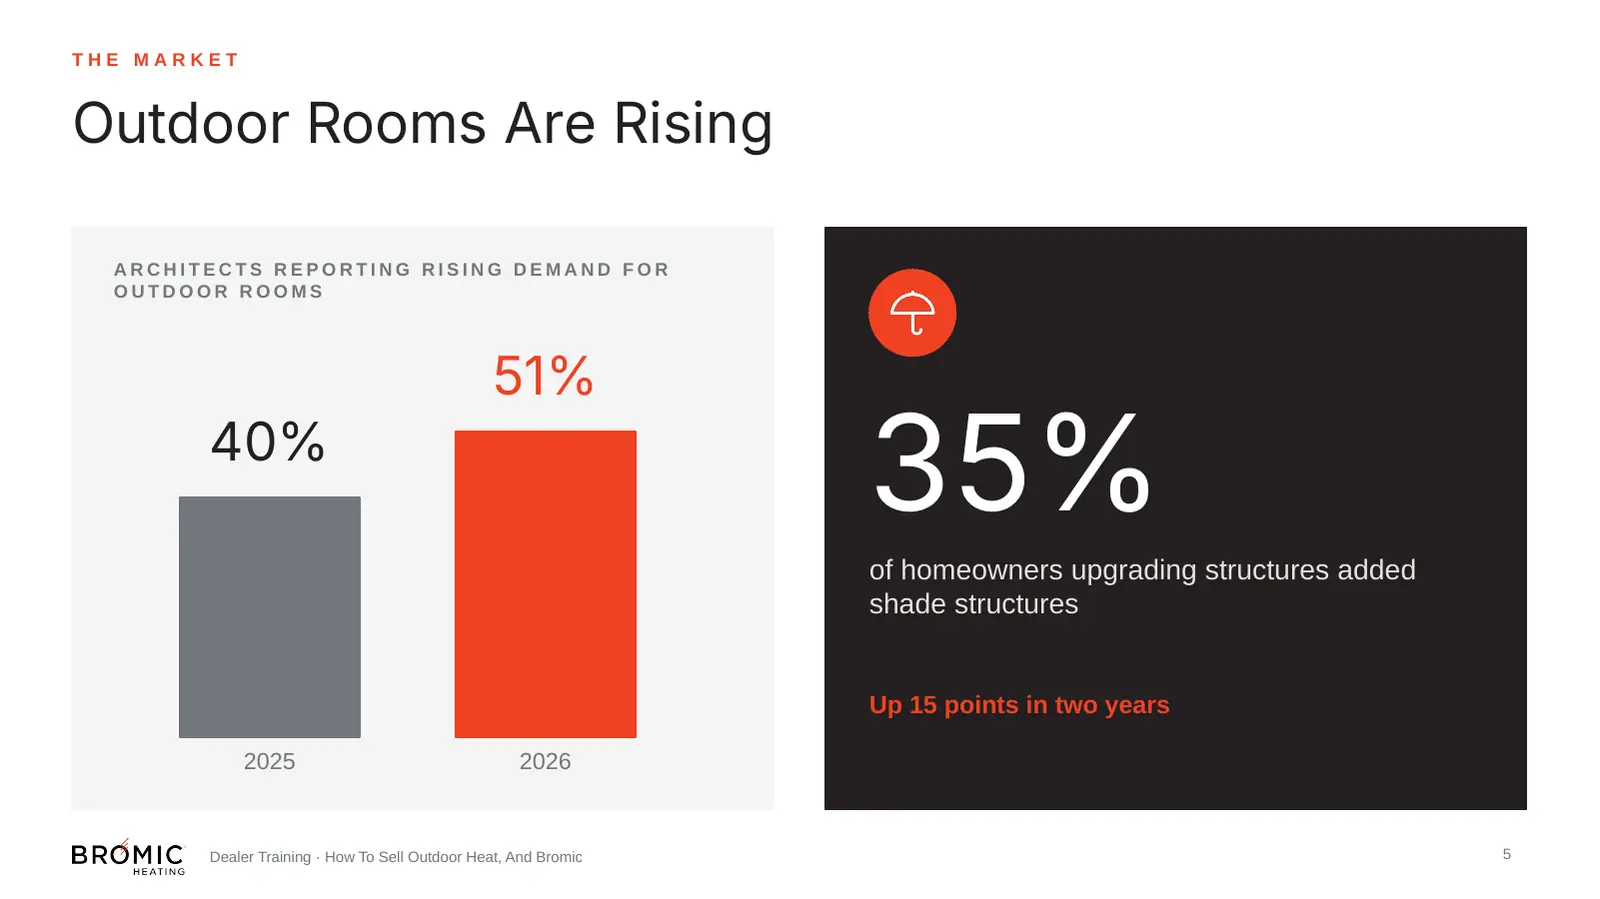 THE MARKET
Outdoor Rooms Are Rising
ARCHITECTS REPORTING RISING DEMAND FOR
OUTDOOR ROOMS
40%
51%
2025
2026
35%
of homeowners upgrading structures added
shade structures
Up 15 points in two years
BROMIC
HEATING
Dealer Training · How To Sell Outdoor Heat, And Bromic
5